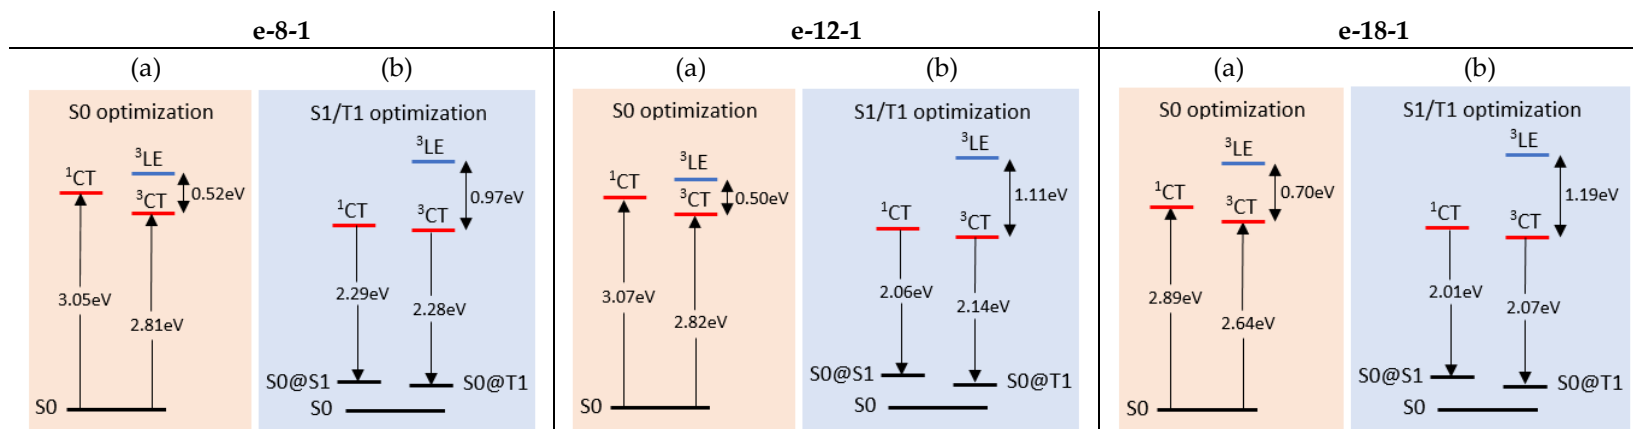 e-8-1
e-12-1
e-18-1
(a)
(b)
(a)
(b)
(a)
(b)
S0 optimization
³LE
¹CT
³CT
0.52eV
3.05eV
2.81eV
S0
S1/T1 optimization
³LE
0.97eV
¹CT
³CT
2.29eV
2.28eV
S0@S1
S0@T1
S0
S0 optimization
³LE
¹CT
³CT
0.50eV
3.07eV
2.82eV
S0
S1/T1 optimization
³LE
1.11eV
¹CT
³CT
2.06eV
2.14eV
S0@S1
S0@T1
S0
S0 optimization
³LE
¹CT
³CT
0.70eV
2.89eV
2.64eV
S0
S1/T1 optimization
³LE
1.19eV
¹CT
³CT
2.01eV
2.07eV
S0@S1
S0@T1
S0